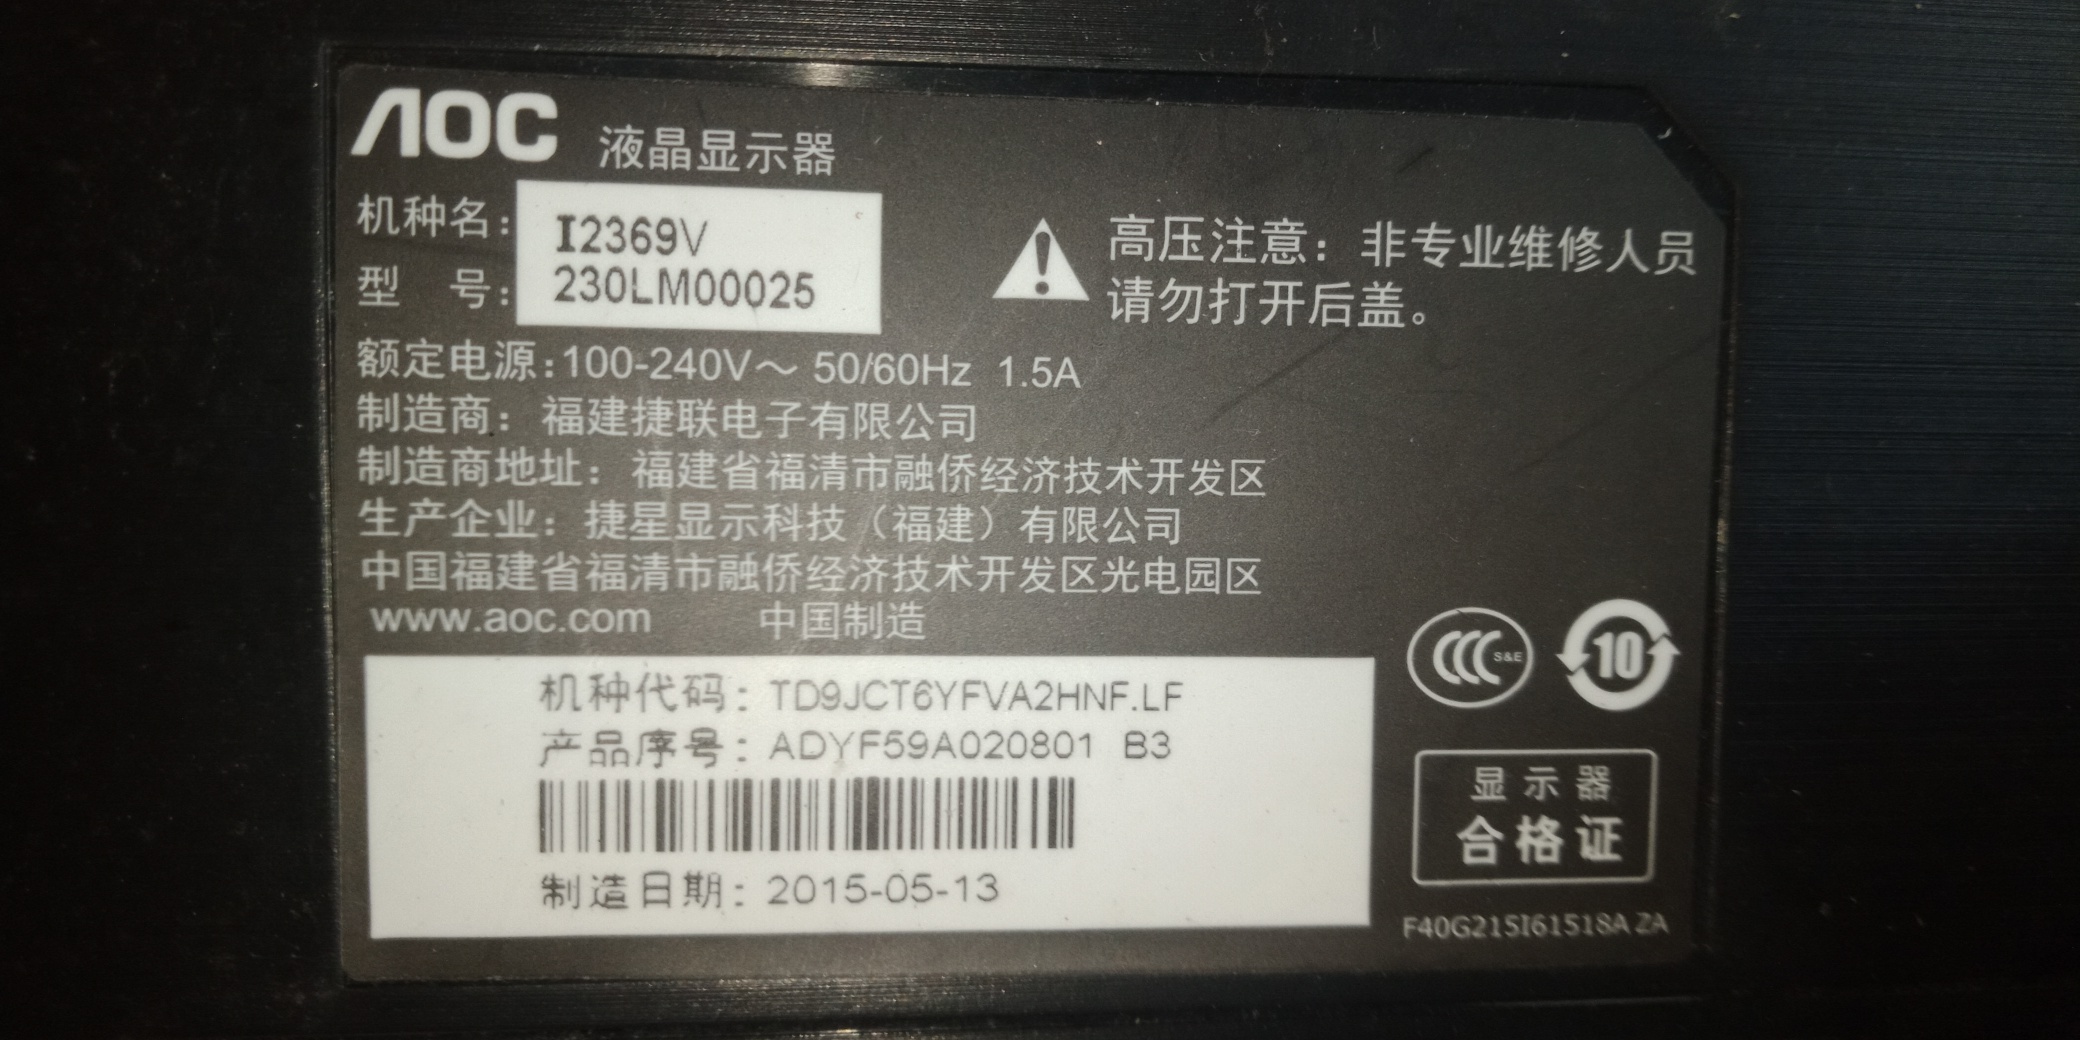 AOC 液晶显示器
机种名: I2369V
型 号: 230LM00025
高压注意：非专业维修人员
请勿打开后盖。
额定电源:100-240V～ 50/60Hz 1.5A
制造商：福建捷联电子有限公司
制造商地址：福建省福清市融侨经济技术开发区
生产企业：捷星显示科技（福建）有限公司
中国福建省福清市融侨经济技术开发区光电园区
www.aoc.com 中国制造
机种代码: TD9JCT6YFVA2HNF.LF
产品序号: ADYF59A020801 B3
制造日期: 2015-05-13
CCC S&E
10
显示器
合格证
F40G215I61518A ZA